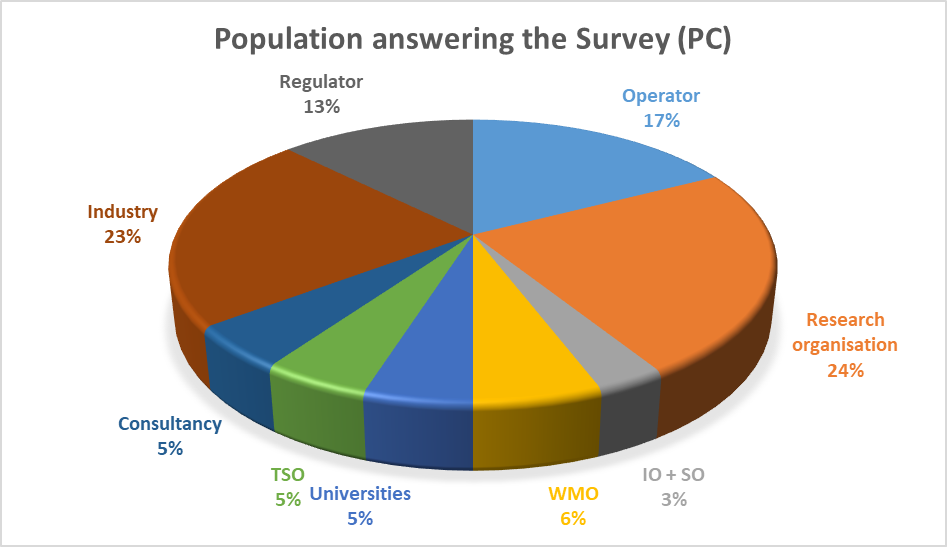 Population answering the Survey (PC)
Regulator
13%
Operator
17%
Industry
23%
Research
organisation
24%
Consultancy
5%
TSO
5%
Universities
5%
WMO
6%
IO + SO
3%